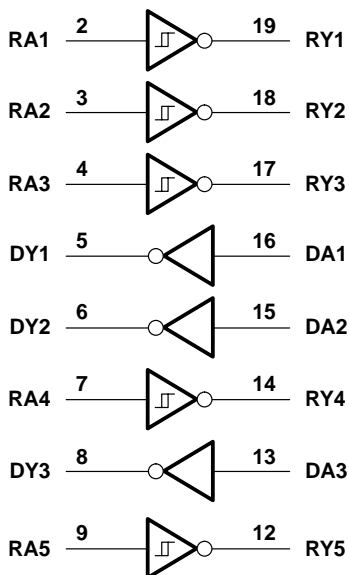 RA1 2 19 RY1
RA2 3 18 RY2
RA3 4 17 RY3
DY1 5 16 DA1
DY2 6 15 DA2
RA4 7 14 RY4
DY3 8 13 DA3
RA5 9 12 RY5